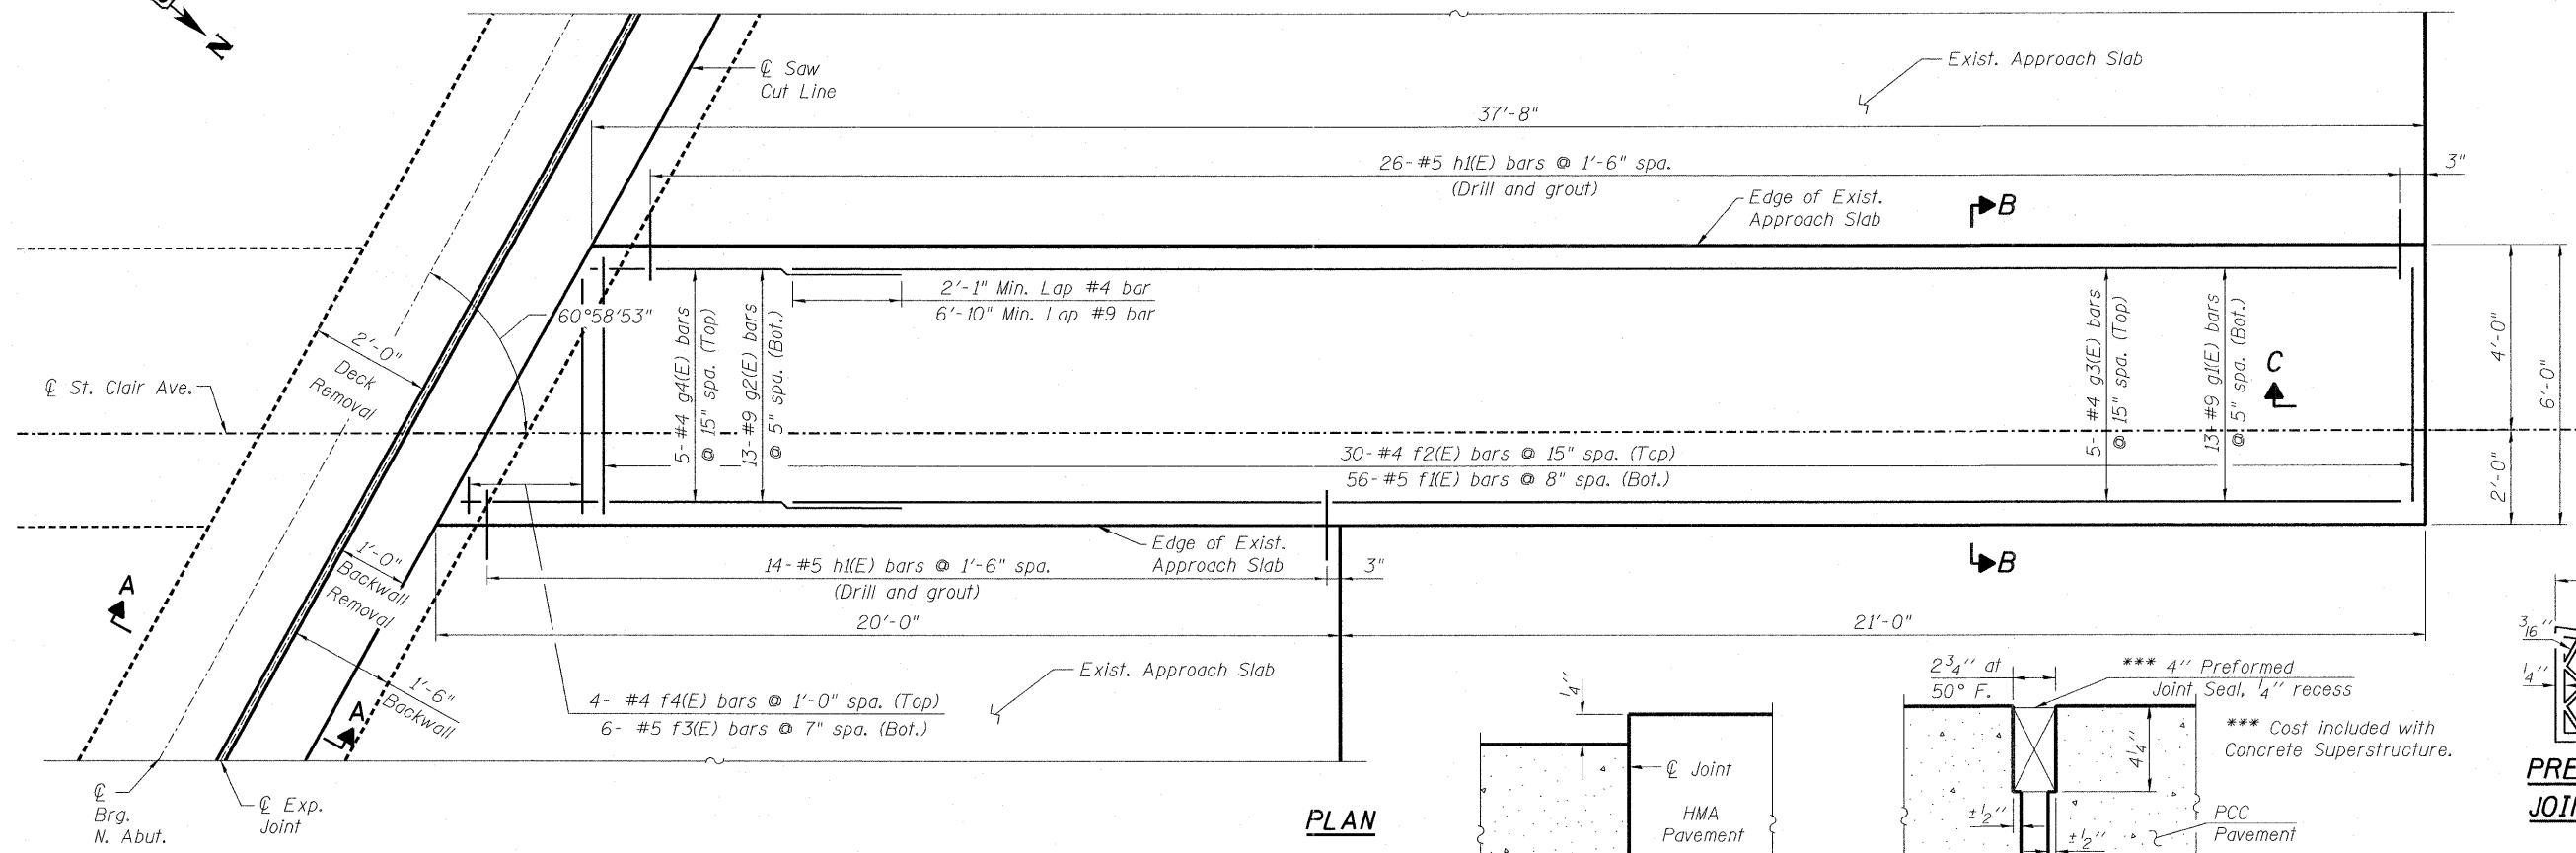 N
℄ Saw
Cut Line
Exist. Approach Slab
37'-8"
26-#5 h1(E) bars @ 1'-6" spa.
(Drill and grout)
3"
Edge of Exist.
Approach Slab
B
2'-1" Min. Lap #4 bar
6'-10" Min. Lap #9 bar
60°58'53"
5-#4 g4(E) bars
@ 15" spa. (Top)
13-#9 g2(E) bars
@ 5" spa. (Bot.)
5-#4 g3(E) bars
@ 15" spa. (Top)
13-#9 g1(E) bars
@ 5" spa. (Bot.)
C
4'-0"
6'-0"
2'-0"
2'-0"
Deck
Removal
℄ St. Clair Ave.
30-#4 f2(E) bars @ 15" spa. (Top)
56-#5 f1(E) bars @ 8" spa. (Bot.)
Edge of Exist.
Approach Slab
14-#5 h1(E) bars @ 1'-6" spa.
(Drill and grout)
3"
B
1'-0"
Backwall
Removal
A
20'-0"
21'-0"
1'-6"
Backwall
A
Exist. Approach Slab
4- #4 f4(E) bars @ 1'-0" spa. (Top)
6- #5 f3(E) bars @ 7" spa. (Bot.)
℄
Brg.
N. Abut.
℄ Exp.
Joint
PLAN
1/4"
℄ Joint
HMA
Pavement
2 3/4" at
50° F.
*** 4" Preformed
Joint Seal, 1/4" recess
*** Cost included with
Concrete Superstructure.
4 1/4"
±1/2"
±1/2"
PCC
Pavement
3/16"
1/4"
PRE
JOIN